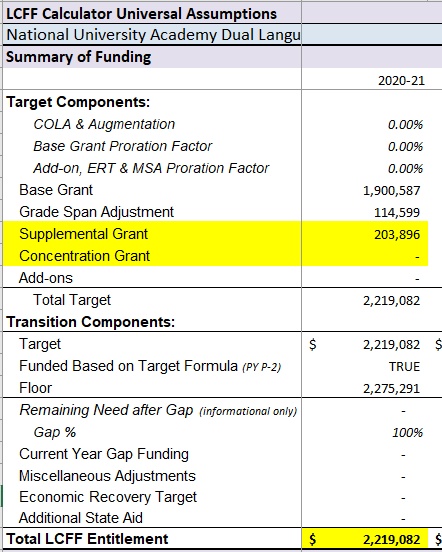 LCFF Calculator Universal Assumptions
National University Academy Dual Langu
Summary of Funding
2020-21
Target Components:
COLA & Augmentation 0.00%
Base Grant Proration Factor 0.00%
Add-on, ERT & MSA Proration Factor 0.00%
Base Grant 1,900,587
Grade Span Adjustment 114,599
Supplemental Grant 203,896
Concentration Grant -
Add-ons -
Total Target 2,219,082
Transition Components:
Target $ 2,219,082 $
Funded Based on Target Formula (PY P-2) TRUE
Floor 2,275,291
Remaining Need after Gap (informational only) -
Gap % 100%
Current Year Gap Funding -
Miscellaneous Adjustments -
Economic Recovery Target -
Additional State Aid -
Total LCFF Entitlement $ 2,219,082 $